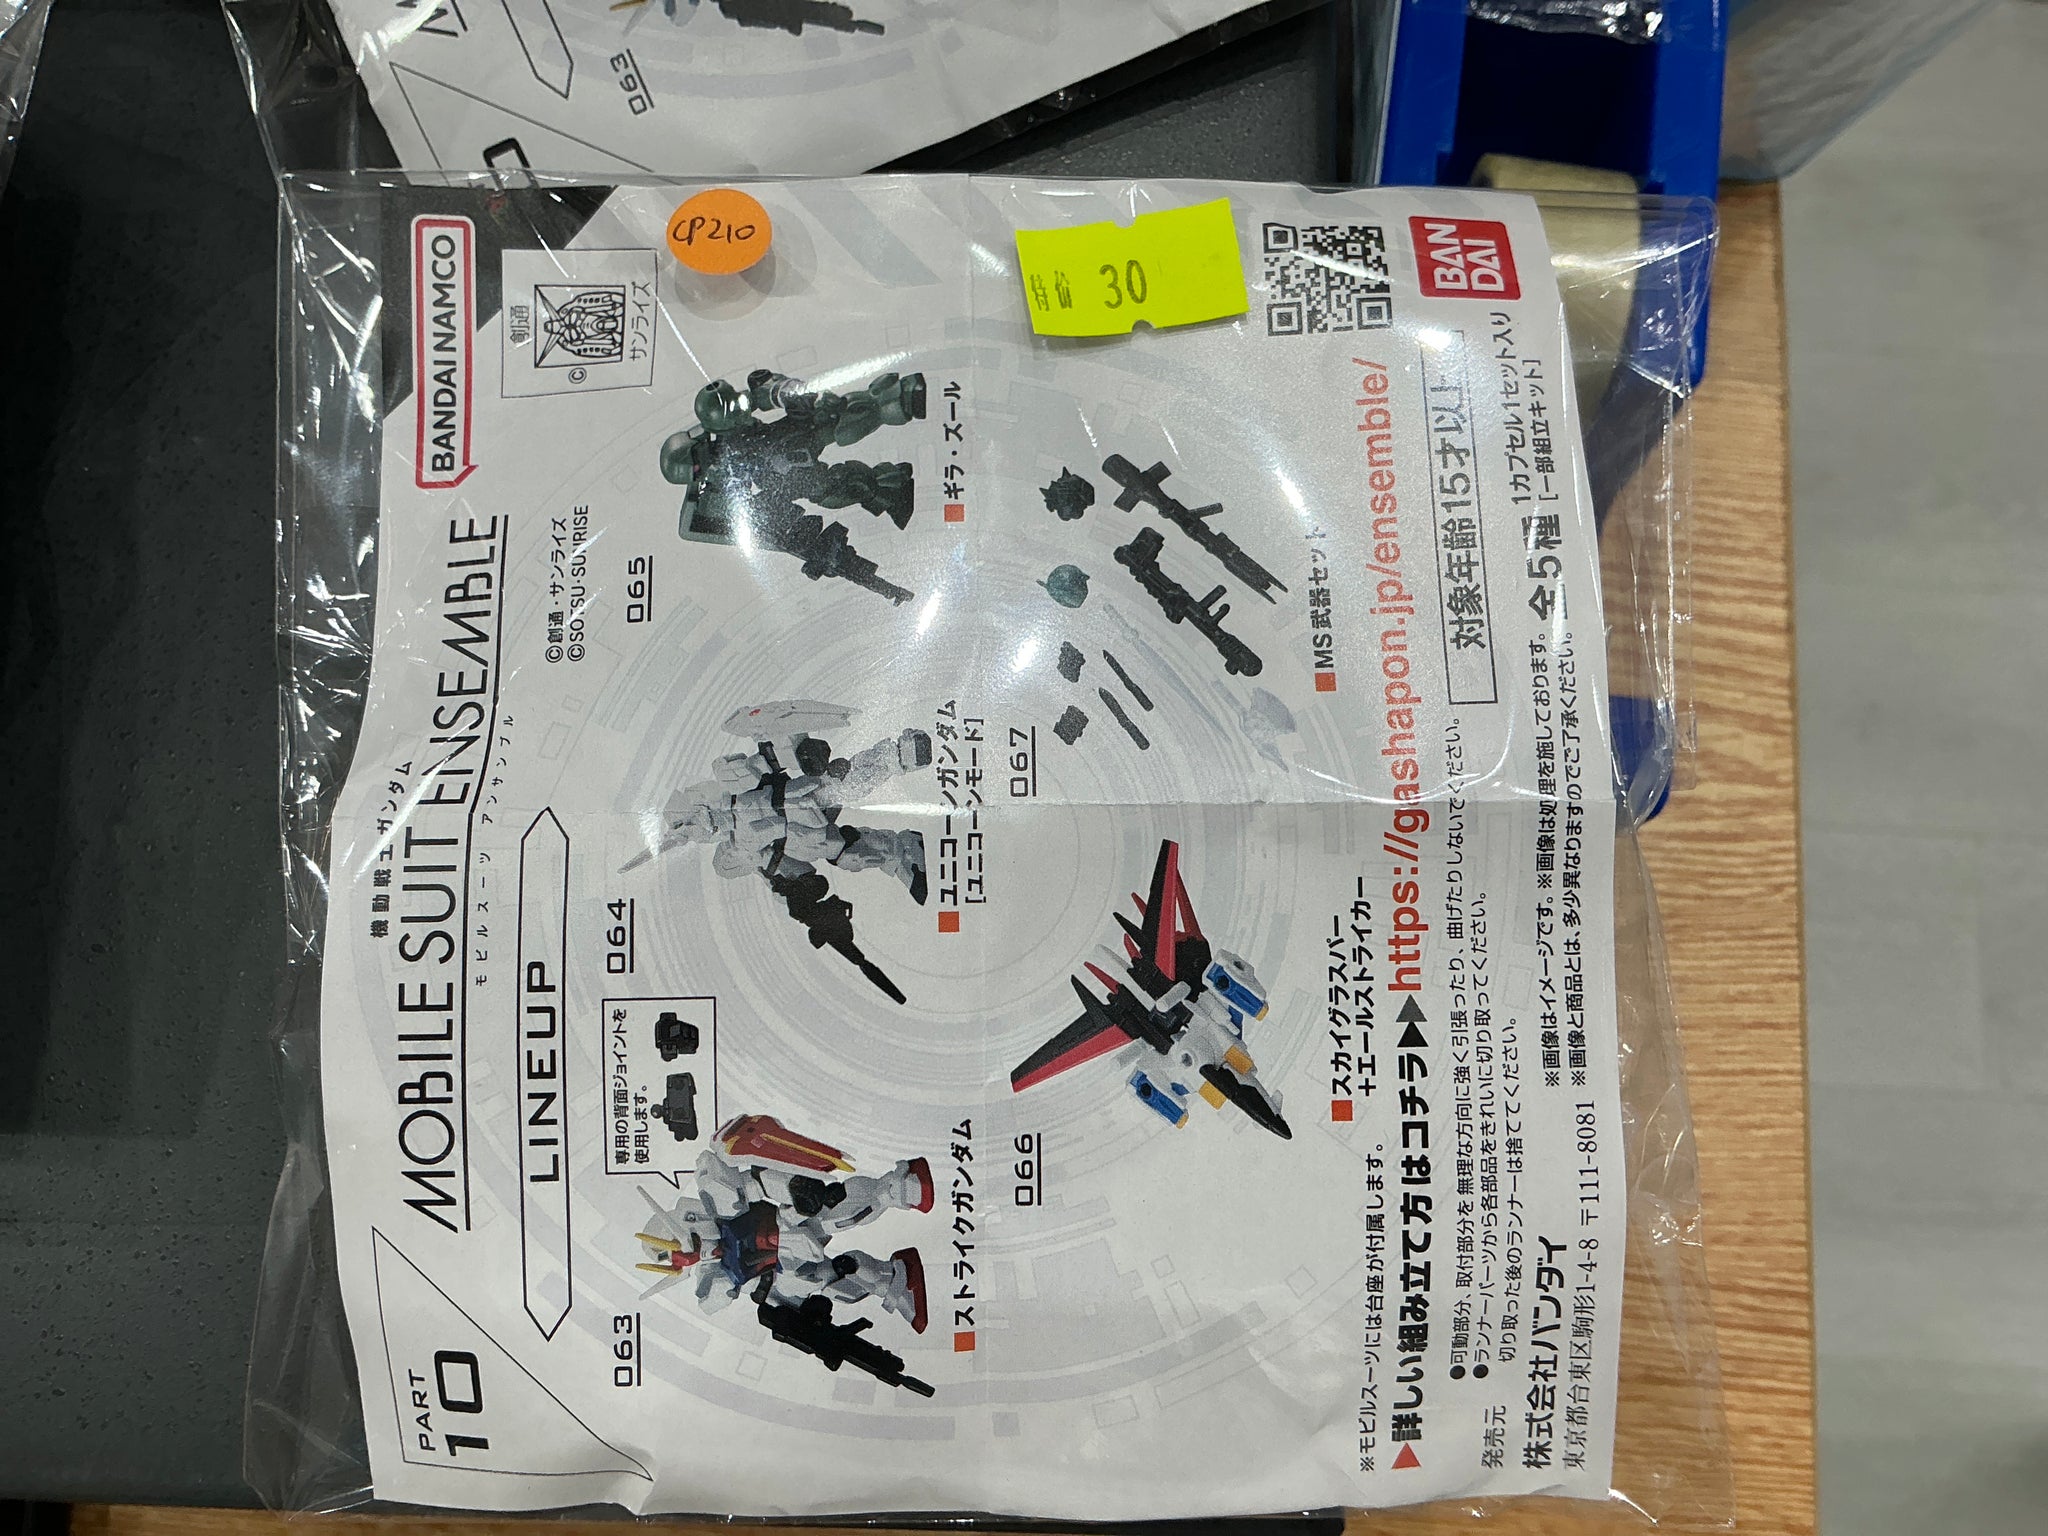 PART
10
機動戦士ガンダム
MOBILE SUIT ENSEMBLE
モビルスーツ アンサンブル
BANDAI NAMCO
LINEUP
©創通・サンライズ
©SOTSU・SUNRISE
創通
©
サンライズ
CP210
063
専用の背面ジョイントを
使用します。
■ストライクガンダム
064
■ユニコーンガンダム
[ユニコーンモード]
065
■ギラ・ズール
30
066
■スカイグラスパー
+エールストライカー
067
■MS武器セット
※モビルスーツには台座が付属します。
▶詳しい組み立て方はコチラ▶▶https://gashapon.jp/ensemble/
BAN
DAI
●可動部分、取付部分を無理な方向に強く引張ったり、曲げたりしないでください。
●ランナーパーツから各部品をきれいに切り取ってください。
切り取った後のランナーは捨ててください。
対象年齢15才以上
発売元
株式会社バンダイ
東京都台東区駒形1-4-8 〒111-8081
※画像はイメージです。※画像は処理を施しております。
※画像と商品とは、多少異なりますのでご了承ください。
全5種
1カプセル1セット入り
[一部組立キット]
063